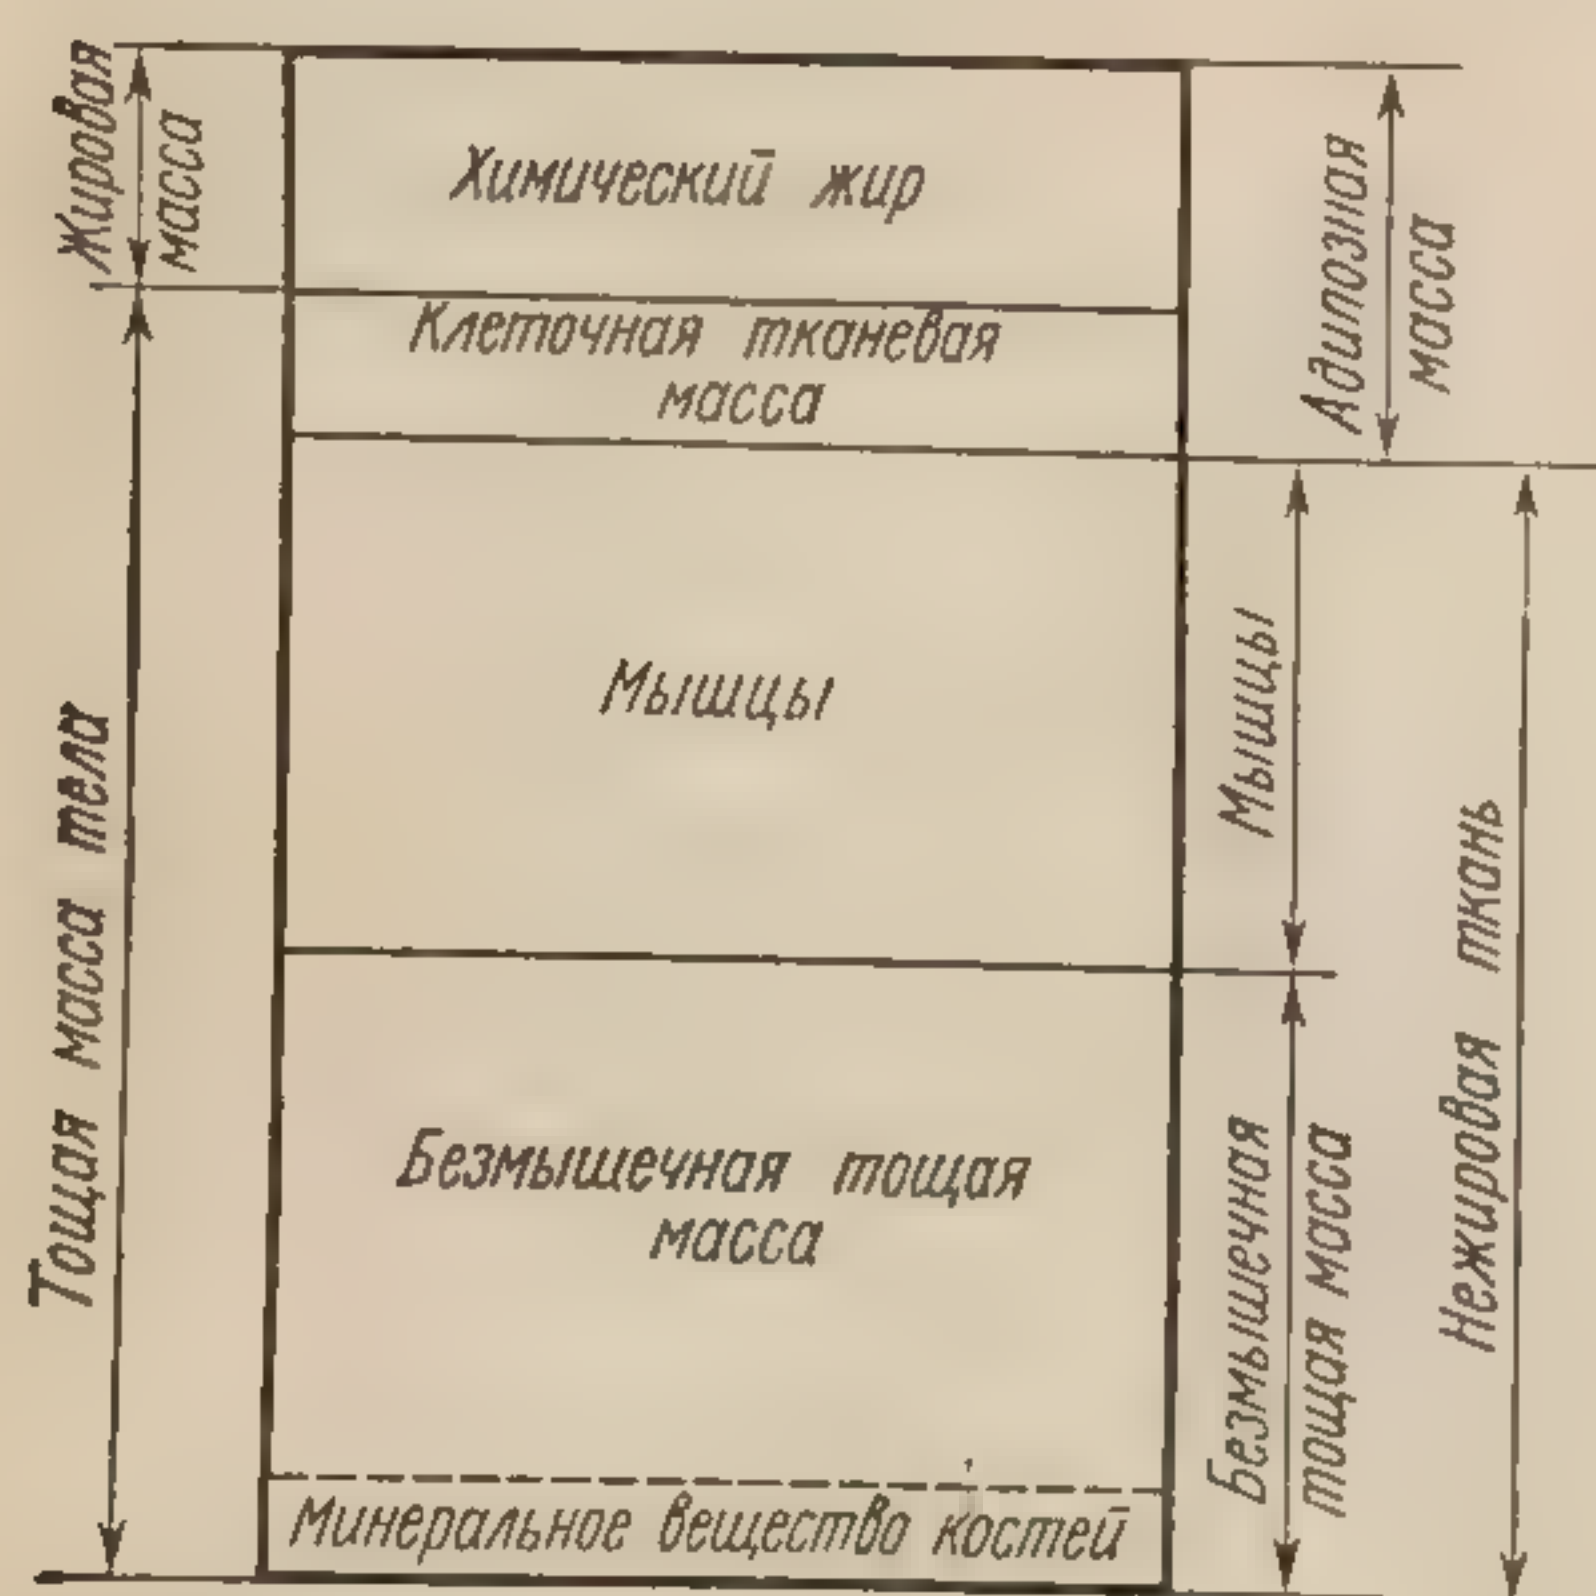 Жировая
масса
Тощая масса тела
Химический жир
Клеточная тканевая
масса
Мышцы
Безмышечная тощая
масса
Минеральное вещество костей
Адипозная
масса
Мышцы
Безмышечная
тощая масса
Нежировая ткань